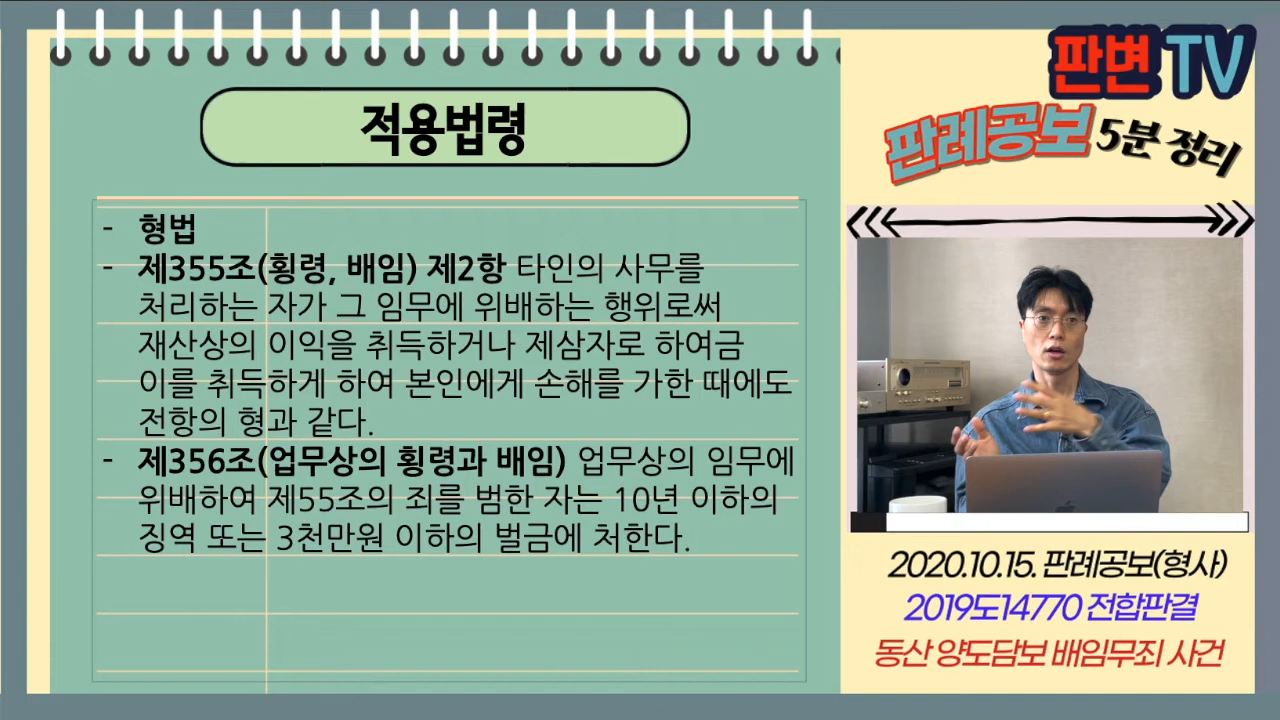 적용법령
- 형법
- 제355조(횡령, 배임) 제2항 타인의 사무를
처리하는 자가 그 임무에 위배하는 행위로써
재산상의 이익을 취득하거나 제삼자로 하여금
이를 취득하게 하여 본인에게 손해를 가한 때에도
전항의 형과 같다.
- 제356조(업무상의 횡령과 배임) 업무상의 임무에
위배하여 제55조의 죄를 범한 자는 10년 이하의
징역 또는 3천만원 이하의 벌금에 처한다.
판변 TV
판례공보 5분 정리
2020.10.15. 판례공보(형사)
2019도14770 전합판결
동산 양도담보 배임무죄 사건